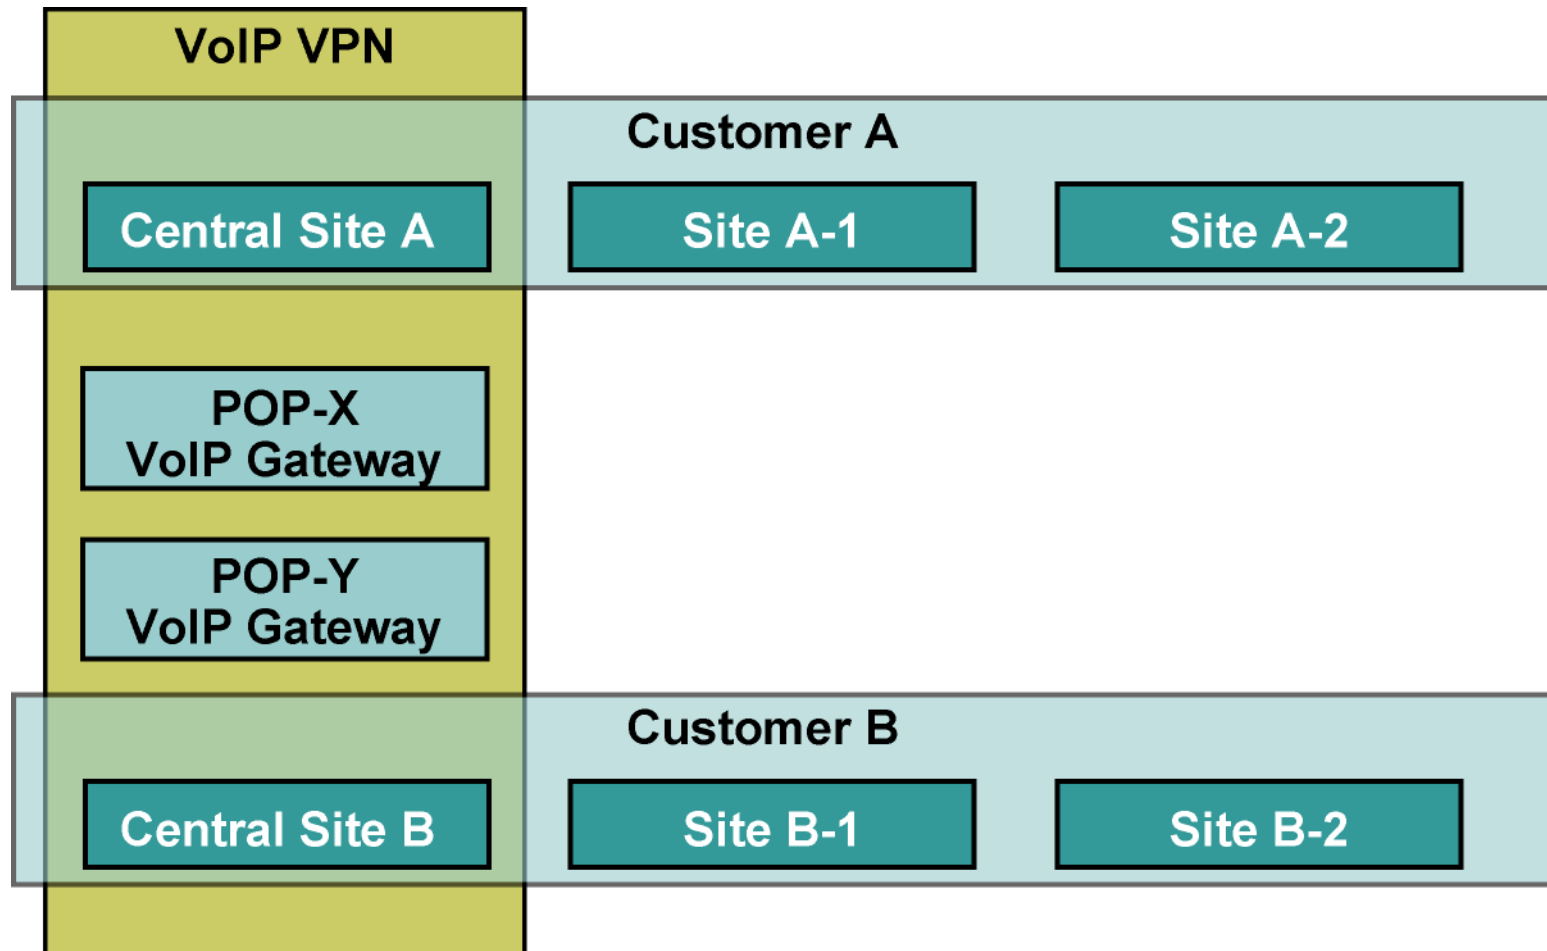 VoIP VPN
Customer A
Central Site A
Site A-1
Site A-2
POP-X
VoIP Gateway
POP-Y
VoIP Gateway
Customer B
Central Site B
Site B-1
Site B-2